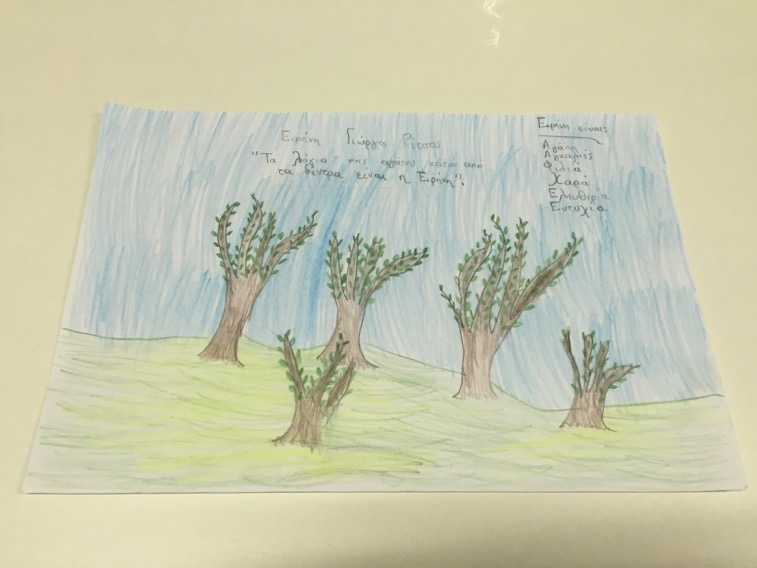 Ειρήνη Γιώργος Ρίτσος
"Τα λόγια της αγάπης κάτω από
τα δέντρα είναι η Ειρήνη".
Ειρήνη είναι:
Αγάπη
Αγκαλιές
Φιλιά
Χαρά
Ελευθερία
Ευτυχία